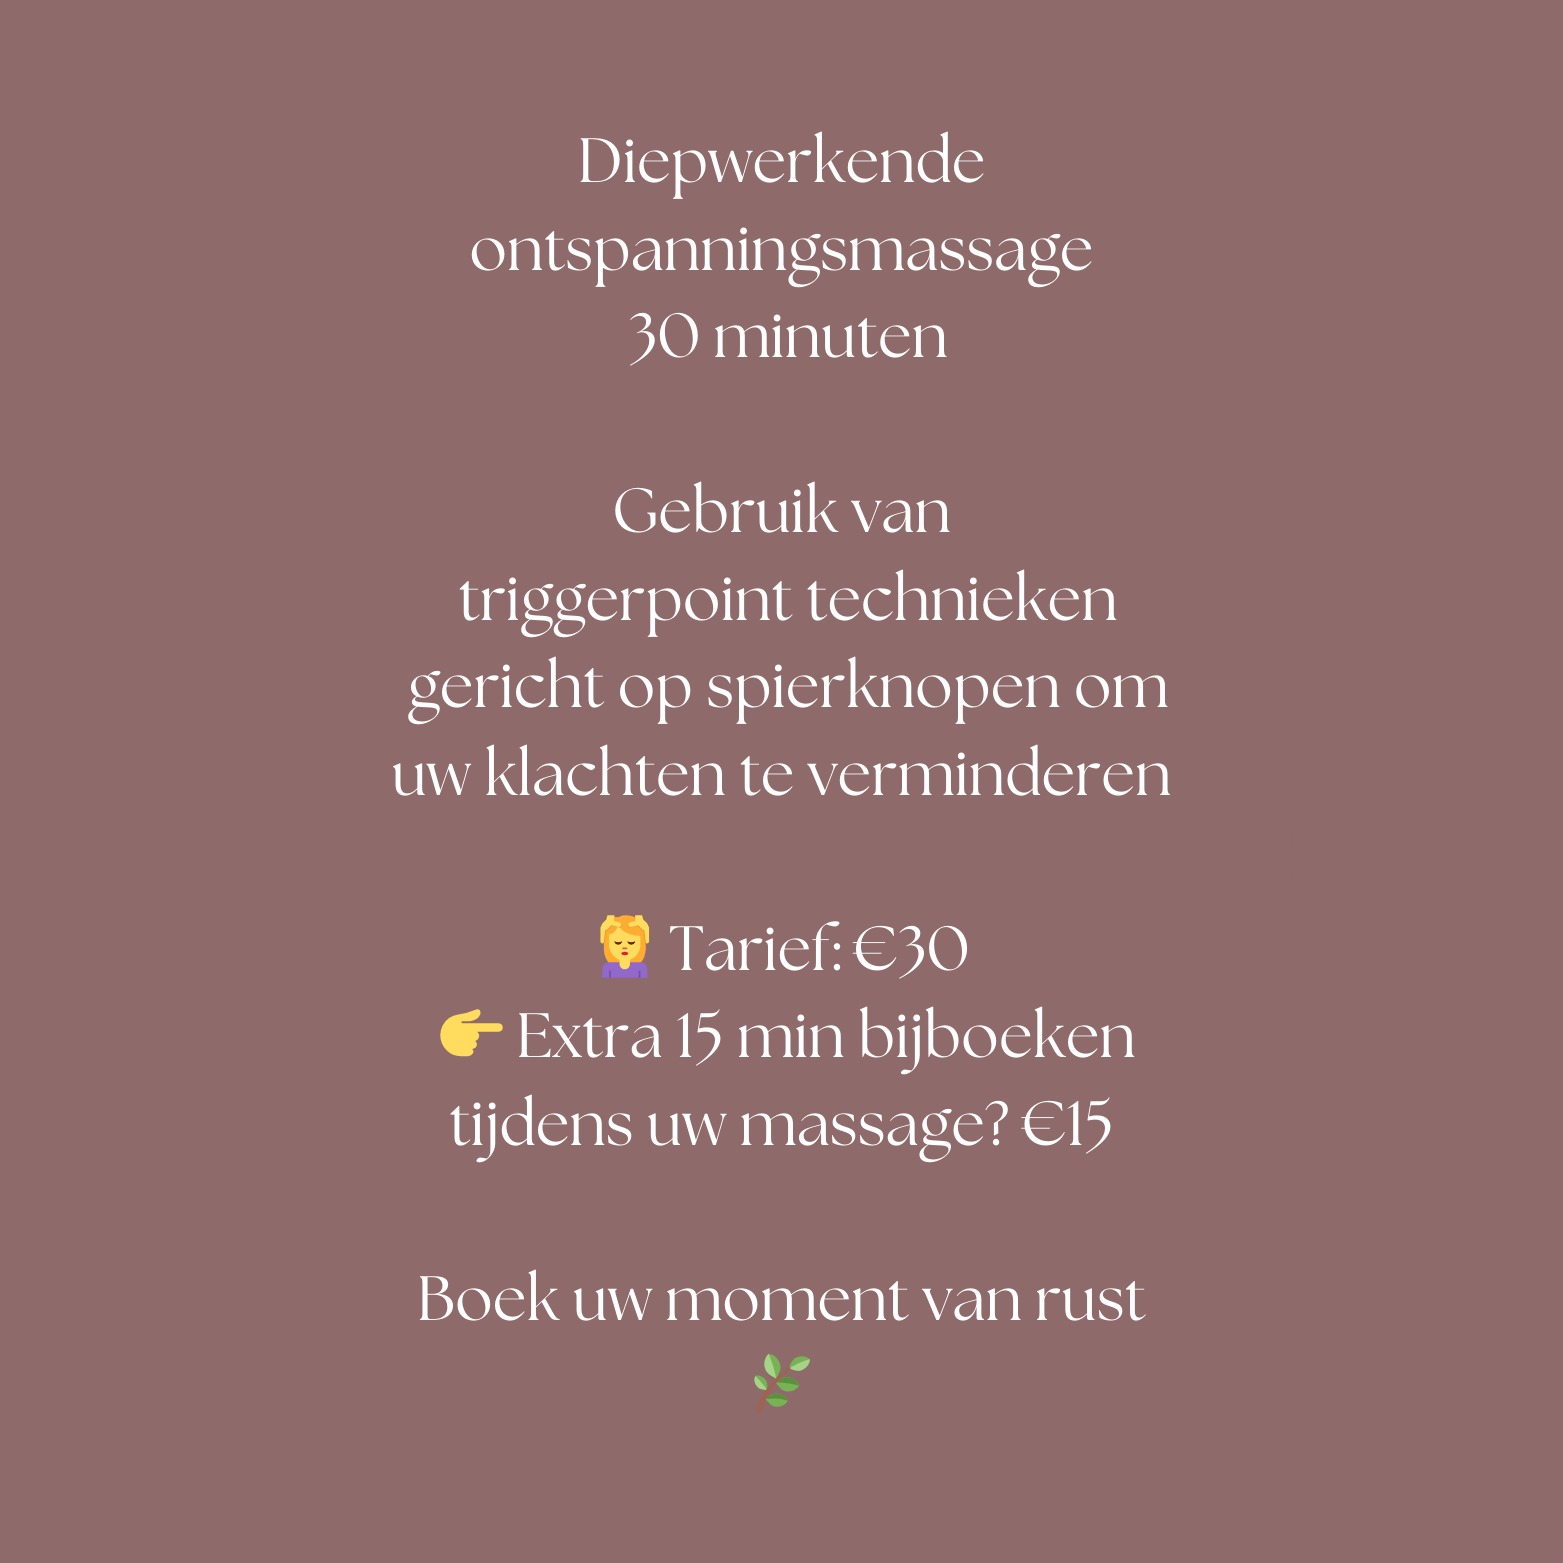 Diepwerkende
ontspanningsmassage
30 minuten
Gebruik van
triggerpoint technieken
gericht op spierknopen om
uw klachten te verminderen
💆‍♀️ Tarief: €30
👉 Extra 15 min bijboeken
tijdens uw massage? €15
Boek uw moment van rust
🌿